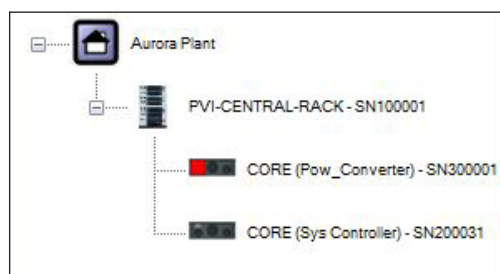 Aurora Plant
PVI-CENTRAL-RACK - SN100001
CORE (Pow_Converter) - SN300001
CORE (Sys Controller) - SN200031